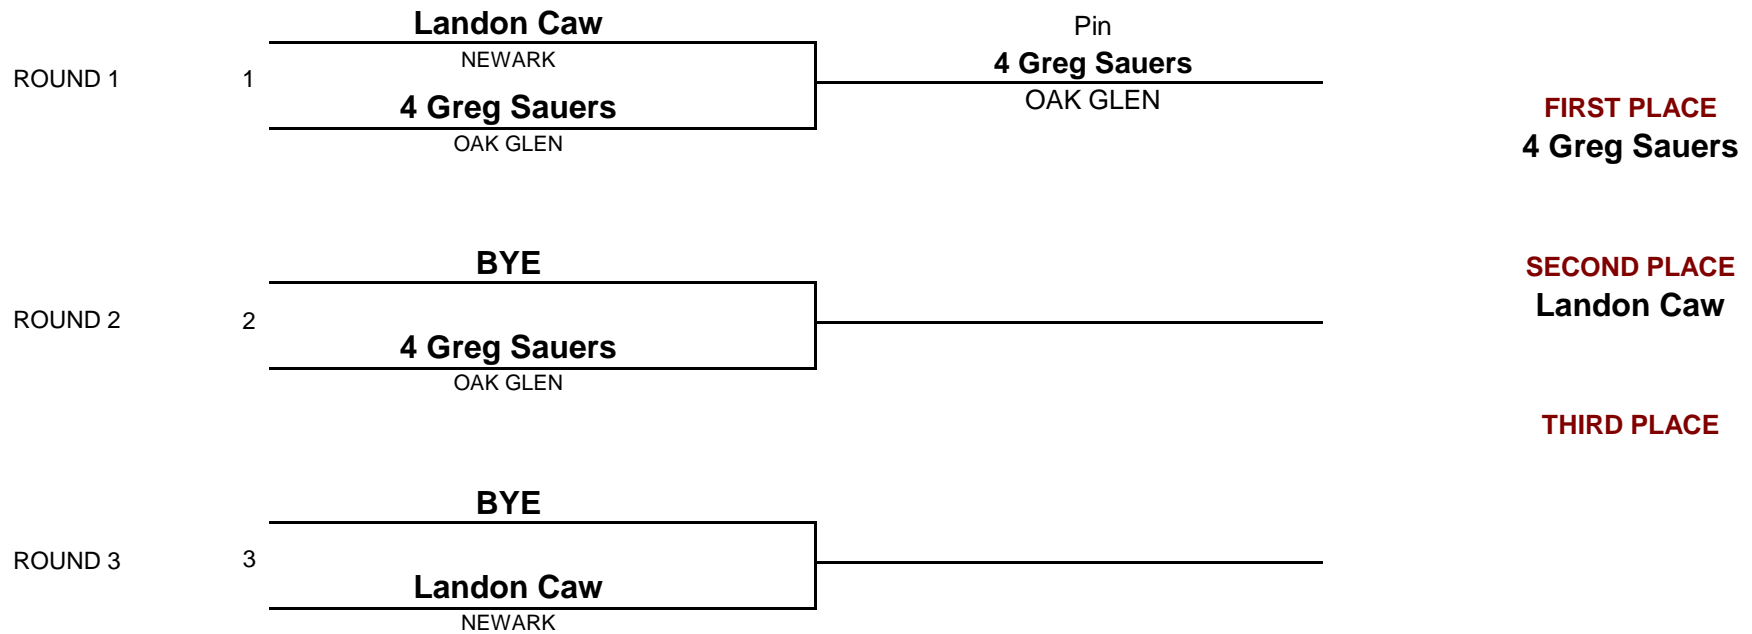 Landon Caw
NEWARK
ROUND 1
1
4 Greg Sauers
OAK GLEN
Pin
4 Greg Sauers
OAK GLEN
FIRST PLACE
4 Greg Sauers
BYE
ROUND 2
2
4 Greg Sauers
OAK GLEN
SECOND PLACE
Landon Caw
THIRD PLACE
BYE
ROUND 3
3
Landon Caw
NEWARK